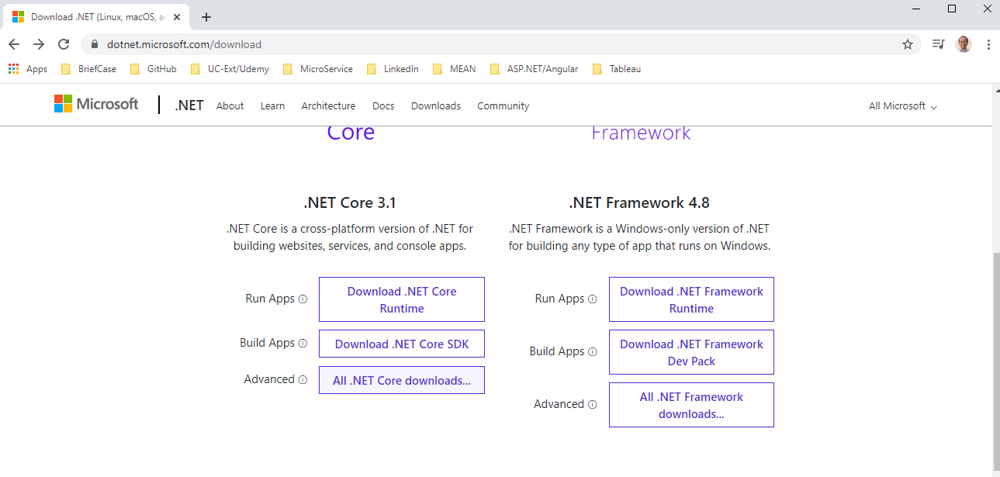 Download .NET (Linux, macOS, an
dotnet.microsoft.com/download
Apps BriefCase GitHub UC-Ext/Udemy MicroService LinkedIn MEAN ASP.NET/Angular Tableau
Microsoft .NET About Learn Architecture Docs Downloads Community All Microsoft
Core
Framework
.NET Core 3.1
.NET Core is a cross-platform version of .NET for
building websites, services, and console apps.
Run Apps
Download .NET Core
Runtime
Build Apps
Download .NET Core SDK
Advanced
All .NET Core downloads...
.NET Framework 4.8
.NET Framework is a Windows-only version of .NET
for building any type of app that runs on Windows.
Run Apps
Download .NET Framework
Runtime
Build Apps
Download .NET Framework
Dev Pack
Advanced
All .NET Framework
downloads...